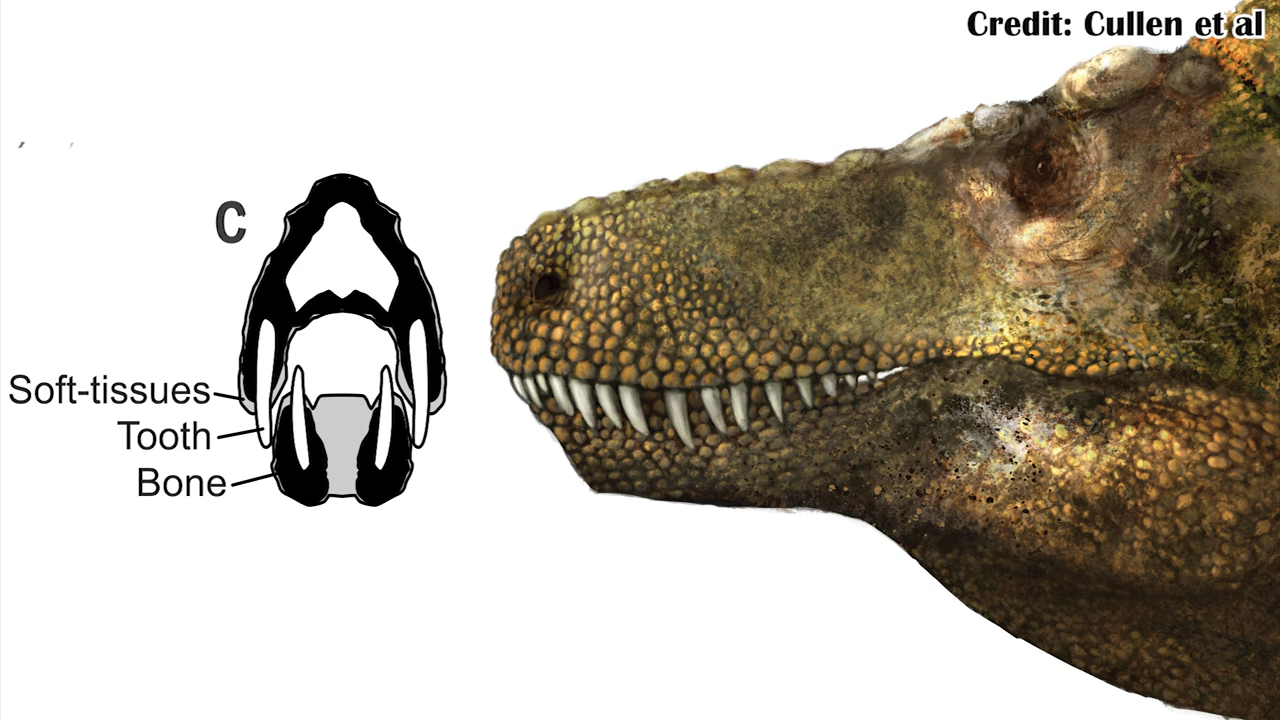 Credit: Cullen et al
C
Soft-tissues
Tooth
Bone